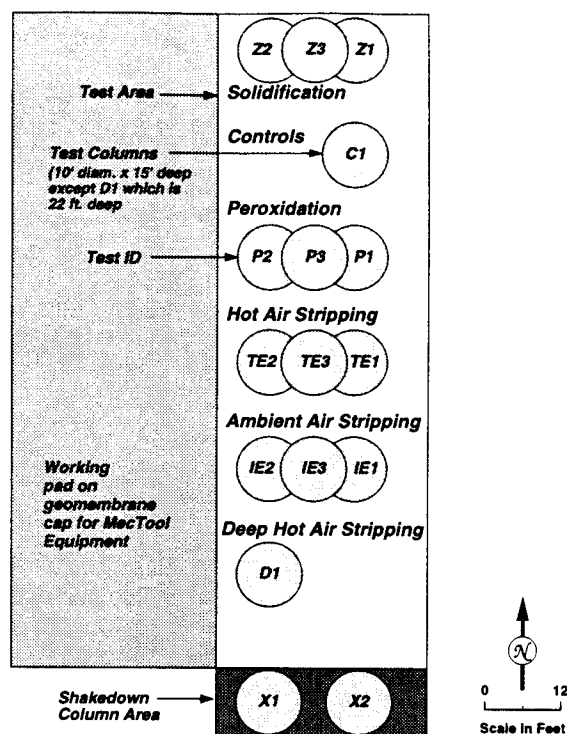 Z2 Z3 Z1
Test Area
Solidification
Controls
Test Columns
(10' diam. x 15' deep
except D1 which is
22 ft. deep
C1
Peroxidation
Test ID
P2 P3 P1
Hot Air Stripping
TE2 TE3 TE1
Ambient Air Stripping
IE2 IE3 IE1
Working
pad on
geomembrane
cap for MecTool
Equipment
Deep Hot Air Stripping
D1
N
Shakedown
Column Area
X1 X2
0 12
Scale in Feet